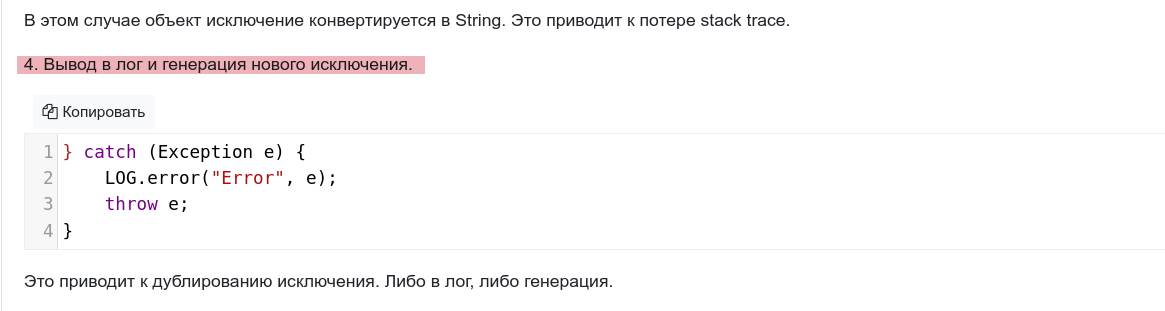 В этом случае объект исключение конвертируется в String. Это приводит к потере stack trace.
4. Вывод в лог и генерация нового исключения.
Копировать
1 } catch (Exception e) {
2     LOG.error("Error", e);
3     throw e;
4 }
Это приводит к дублированию исключения. Либо в лог, либо генерация.